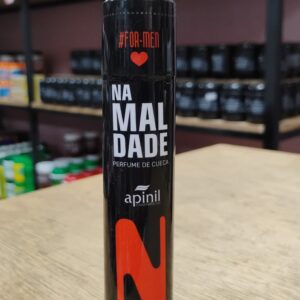 #FOR-MEN
NA
MAL
DADE
PERFUME DE CUECA
apinil
N